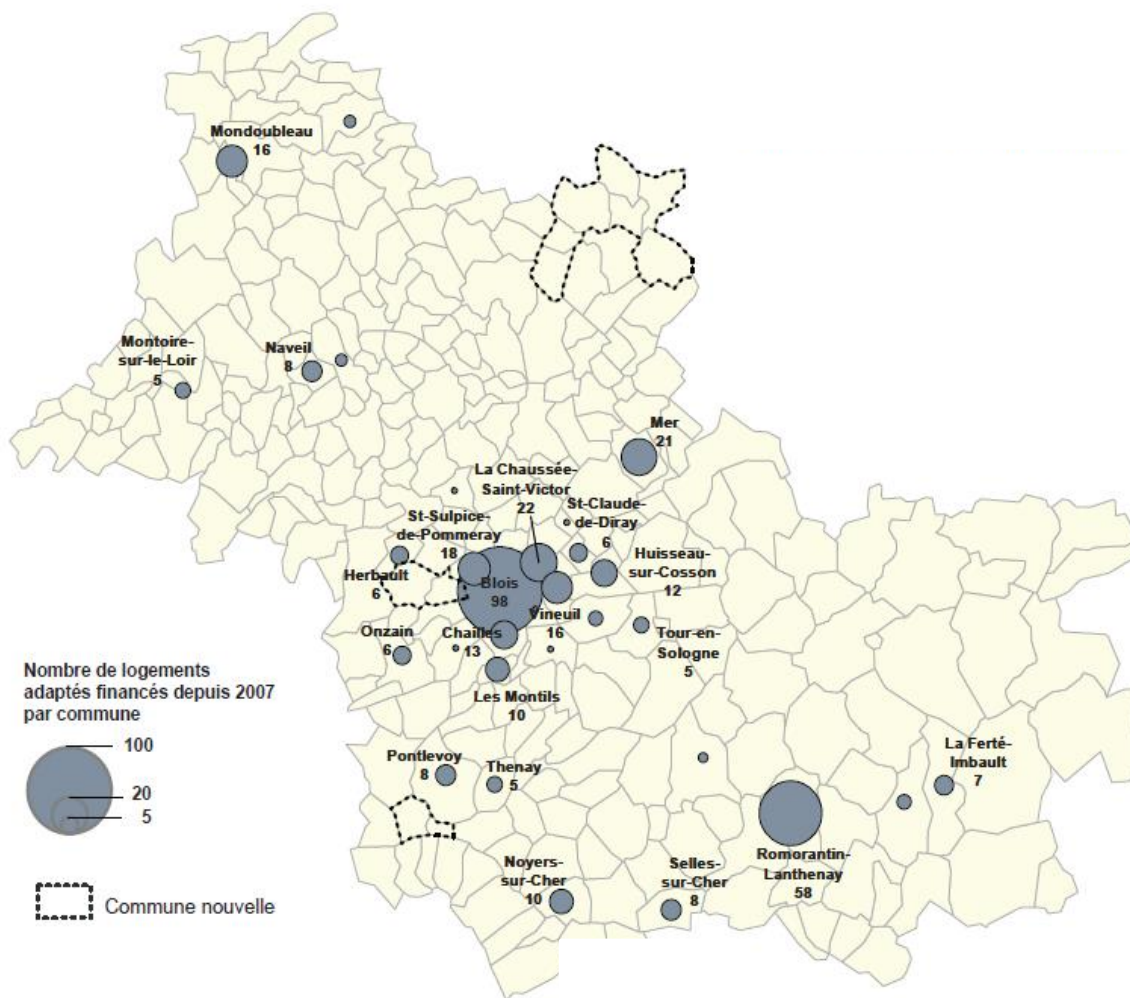 Mondoubleau
16
Montoire-
sur-le-Loir
5
Naveil
8
Mer
21
La Chaussée-
Saint-Victor
22
St-Claude-
de-Diray
6
St-Sulpice-
de-Pommeray
18
Huisseau-
sur-Cosson
12
Herbault
6
Blois
98
Vineuil
16
Onzain
6
Chailles
13
Tour-en-
Sologne
5
Les Montils
10
Nombre de logements
adaptés financés depuis 2007
par commune
100
20
5
Commune nouvelle
Pontlevoy
8
Thenay
5
La Ferté-
Imbault
7
Romorantin-
Lanthenay
58
Noyers-
sur-Cher
10
Selles-
sur-Cher
8